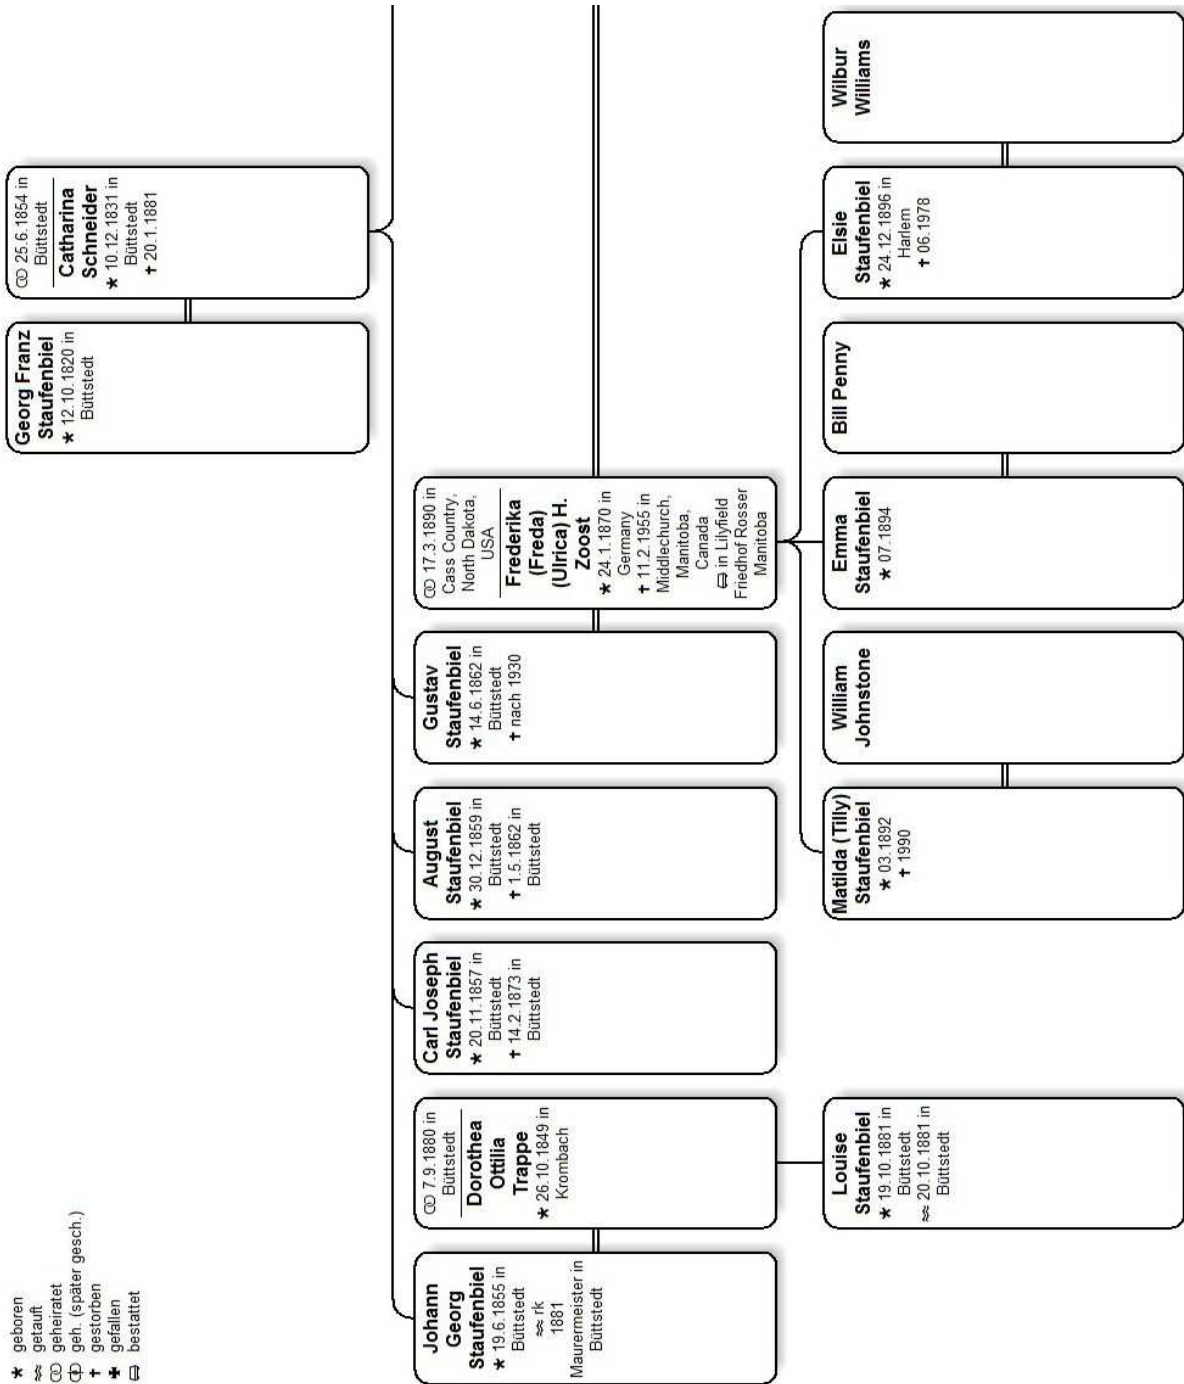 ★ geboren
≈ getauft
⚭ geheiratet
geh. (später gesch.)
✝ gestorben
✚ gefallen
bestattet
Georg Franz
Staufenbiel
★ 12.10.1820 in
Büttstedt
⚭ 25.6.1854 in
Büttstedt
Catharina
Schneider
★ 10.12.1831 in
Büttstedt
✝ 20.1.1881
Johann
Georg
Staufenbiel
★ 19.6.1855 in
Büttstedt
≈ rk
1881
Maurermeister in
Büttstedt
⚭ 7.9.1880 in
Büttstedt
Dorothea
Ottilia
Trappe
★ 26.10.1849 in
Krombach
Carl Joseph
Staufenbiel
★ 20.11.1857 in
Büttstedt
✝ 14.2.1873 in
Büttstedt
August
Staufenbiel
★ 30.12.1859 in
Büttstedt
✝ 1.5.1862 in
Büttstedt
Gustav
Staufenbiel
★ 14.6.1862 in
Büttstedt
✝ nach 1930
⚭ 17.3.1890 in
Cass Country,
North Dakota,
USA
Frederika
(Freda)
(Ulrica) H.
Zoost
★ 24.1.1870 in
Germany
✝ 11.2.1955 in
Middlechurch,
Manitoba,
Canada
in Lilyfield
Friedhof Rosser
Manitoba
Louise
Staufenbiel
★ 19.10.1881 in
Büttstedt
≈ 20.10.1881 in
Büttstedt
Matilda (Tilly)
Staufenbiel
★ 03.1892
✝ 1990
William
Johnstone
Emma
Staufenbiel
★ 07.1894
Bill Penny
Elsie
Staufenbiel
★ 24.12.1896 in
Harlem
✝ 06.1978
Wilbur
Williams